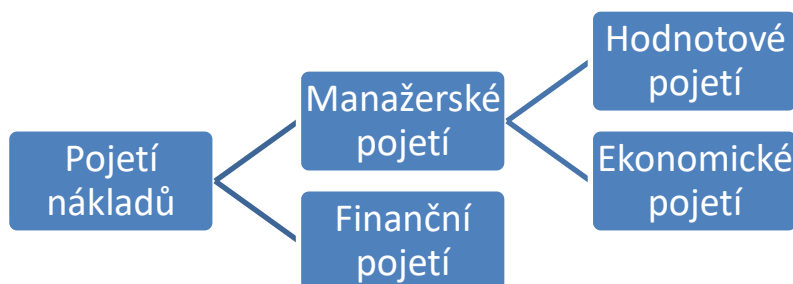 Pojetí
nákladů
Manažerské
pojetí
Finanční
pojetí
Hodnotové
pojetí
Ekonomické
pojetí